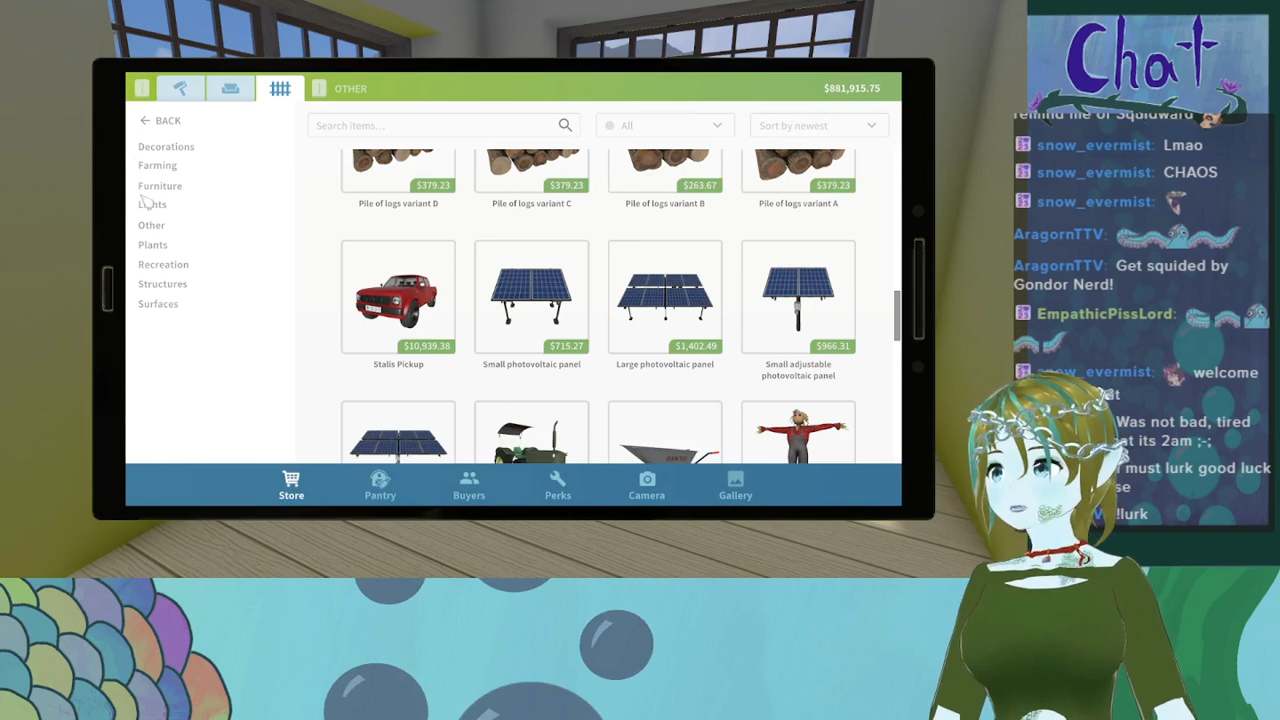 OTHER
$881,915.75
BACK
Search items...
All
Sort by newest
Decorations
Farming
Furniture
Lights
Other
Plants
Recreation
Structures
Surfaces
$379.23
$379.23
$263.67
$379.23
Pile of logs variant D
Pile of logs variant C
Pile of logs variant B
Pile of logs variant A
$10,939.38
$715.27
$1,402.49
$966.31
Stalis Pickup
Small photovoltaic panel
Large photovoltaic panel
Small adjustable
photovoltaic panel
Store
Pantry
Buyers
Perks
Camera
Gallery
Chat
remind me of Squidward
snow_evermist: Lmao
snow_evermist: CHAOS
snow_evermist:
AragornTTV:
AragornTTV: Get squided by
Gondor Nerd!
EmpathicPissLord:
snow_evermist: welcome
Was not bad, tired
at its 2am ;-;
I must lurk good luck
!lurk